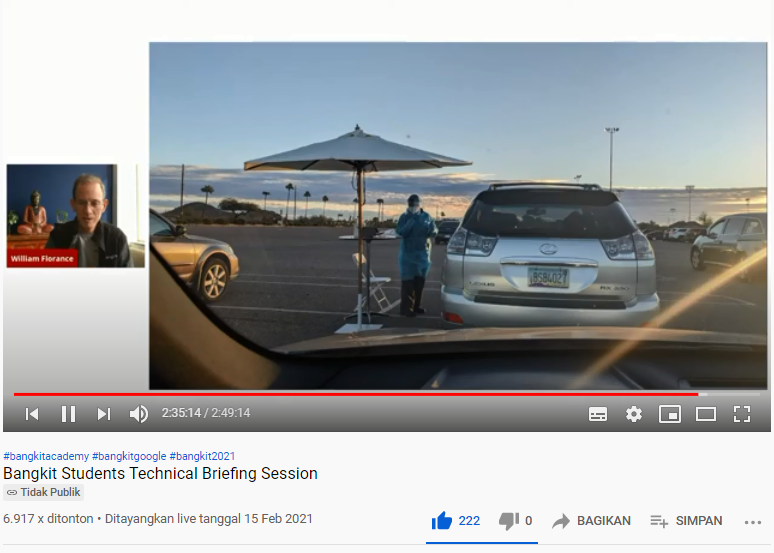 William Florance
LEXUS
BSB4027
2:35:14 / 2:49:14
#bangkitacademy #bangkitgoogle #bangkit2021
Bangkit Students Technical Briefing Session
Tidak Publik
6.917 x ditonton • Ditayangkan live tanggal 15 Feb 2021
222
0
BAGIKAN
SIMPAN